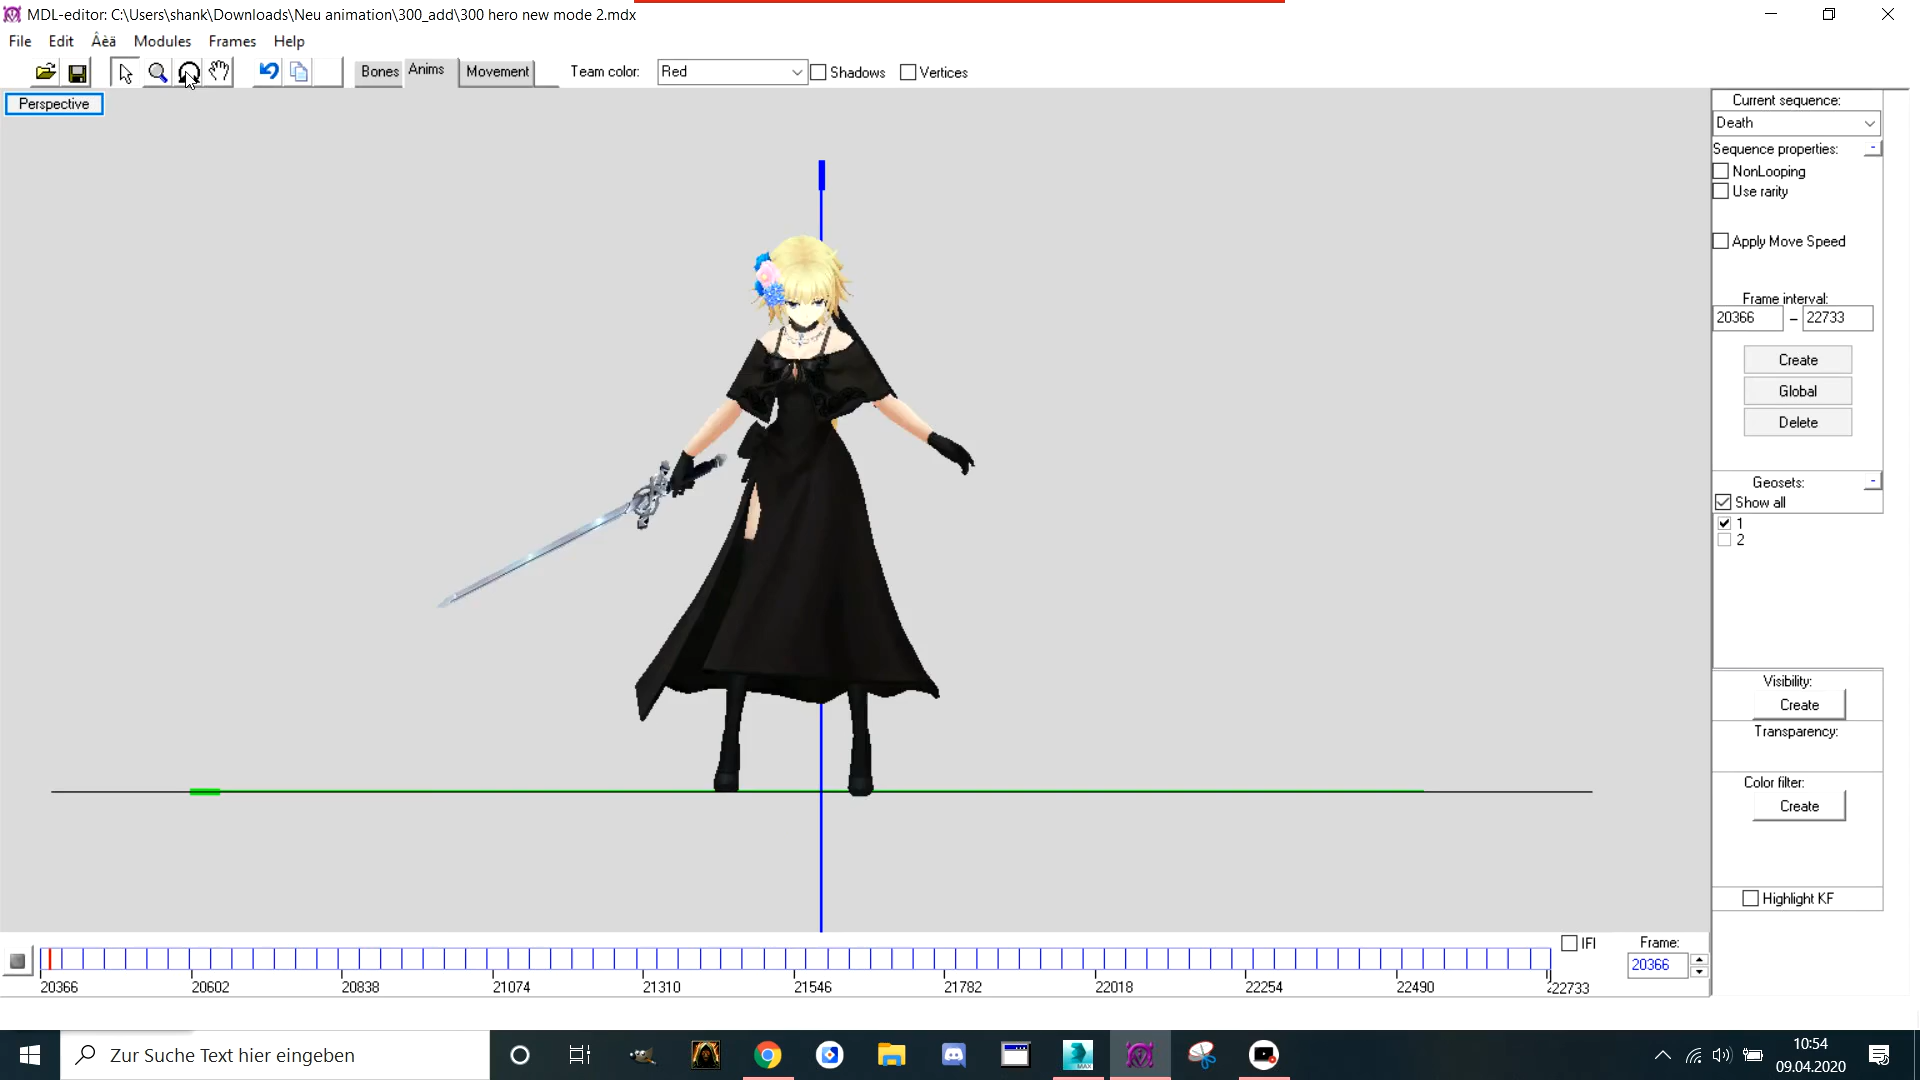 MDL-editor: C:\Users\shank\Downloads\Neu animation\300_add\300 hero new mode 2.mdx
File Edit Âèä Modules Frames Help
Bones Anims Movement Team color: Red Shadows Vertices
Perspective
Current sequence:
Death
Sequence properties: -
NonLooping
Use rarity
Apply Move Speed
Frame interval:
20366 – 22733
Create
Global
Delete
Geosets: -
Show all
1
2
Visibility:
Create
Transparency:
Color filter:
Create
Highlight KF
IFI Frame:
20366
20366 20602 20838 21074 21310 21546 21782 22018 22254 22490 22733
Zur Suche Text hier eingeben
MAX
10:54
09.04.2020